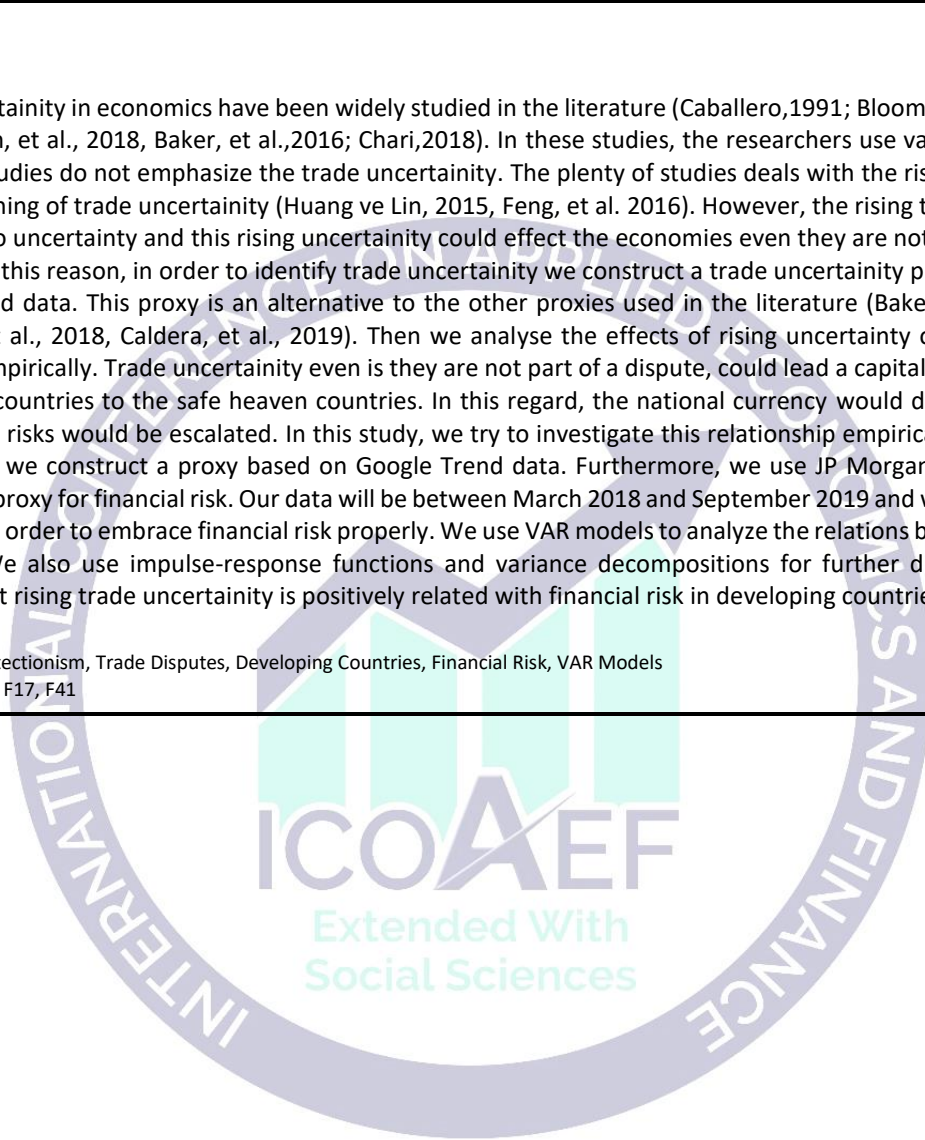 tainity in economics have been widely studied in the literature (Caballero,1991; Bloom
, et al., 2018, Baker, et al.,2016; Chari,2018). In these studies, the researchers use va
udies do not emphasize the trade uncertainity. The plenty of studies deals with the ris
ning of trade uncertainity (Huang ve Lin, 2015, Feng, et al. 2016). However, the rising t
o uncertainty and this rising uncertainity could effect the economies even they are not
this reason, in order to identify trade uncertainity we construct a trade uncertainity p
d data. This proxy is an alternative to the other proxies used in the literature (Bake
t al., 2018, Caldera, et al., 2019). Then we analyse the effects of rising uncertainty o
mpirically. Trade uncertainity even is they are not part of a dispute, could lead a capital
countries to the safe heaven countries. In this regard, the national currency would d
risks would be escalated. In this study, we try to investigate this relationship empirica
we construct a proxy based on Google Trend data. Furthermore, we use JP Morgan
proxy for financial risk. Our data will be between March 2018 and September 2019 and w
order to embrace financial risk properly. We use VAR models to analyze the relations b
We also use impulse-response functions and variance decompositions for further d
t rising trade uncertainity is positively related with financial risk in developing countrie
tectionism, Trade Disputes, Developing Countries, Financial Risk, VAR Models
F17, F41
INTERNATIONAL CONFERENCE ON APPLIED ECONOMICS AND FINANCE
ICOAEF
Extended With
Social Sciences